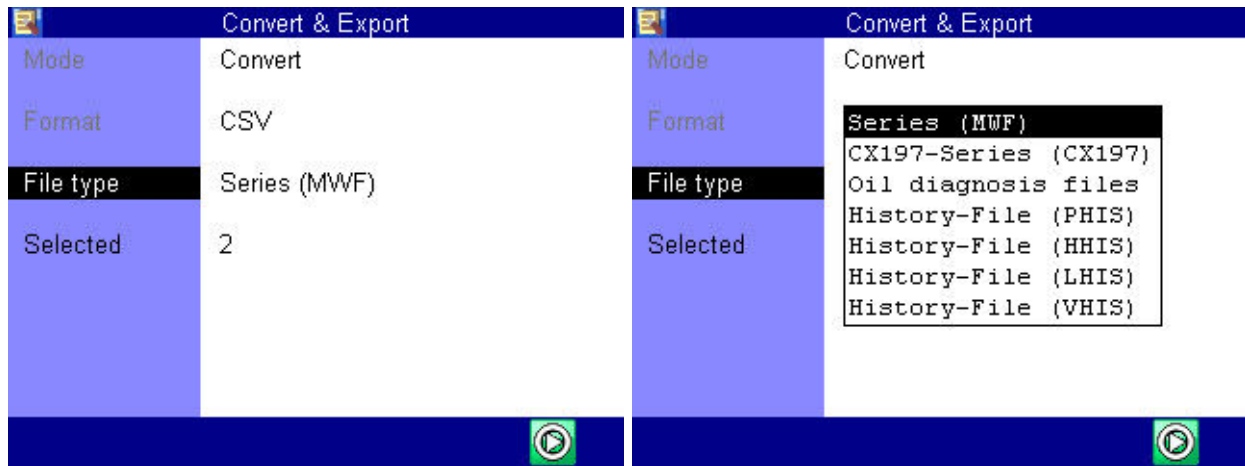 Convert & Export
Mode Convert
Format CSV
File type Series (MWF)
Selected 2
Convert & Export
Mode Convert
Format
File type
Selected
Series (MWF)
CX197-Series (CX197)
Oil diagnosis files
History-File (PHIS)
History-File (HHIS)
History-File (LHIS)
History-File (VHIS)